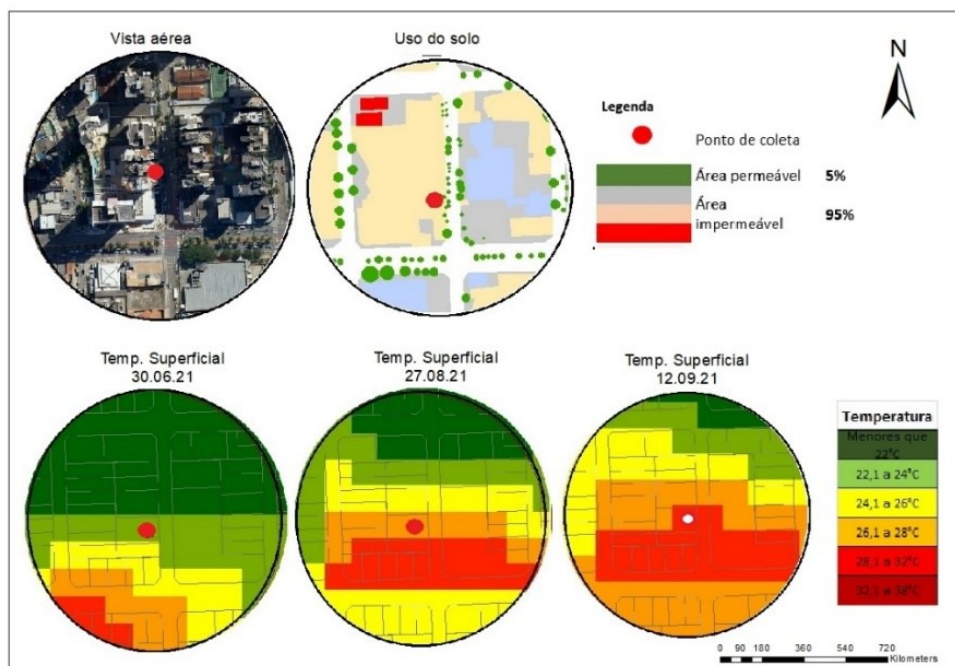 Vista aérea
Uso do solo
N
Legenda
Ponto de coleta
Área permeável 5%
Área impermeável 95%
Temp. Superficial
30.06.21
Temp. Superficial
27.08.21
Temp. Superficial
12.09.21
Temperatura
Menores que
22°C
22,1 a 24°C
24,1 a 26°C
26,1 a 28°C
28,1 a 32°C
32,1 a 38°C
0 90 180 360 540 720
Kilometers